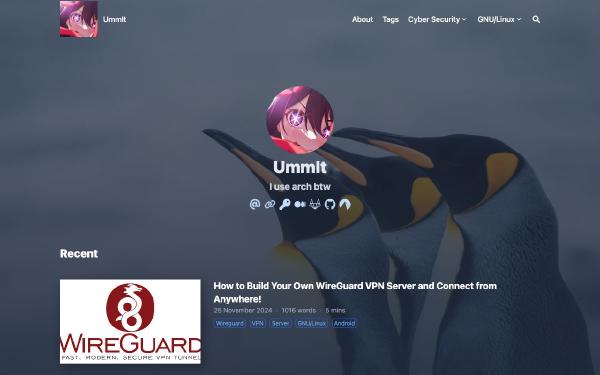 UmmIt
About
Tags
Cyber Security
GNU/Linux
UmmIt
I use arch btw
Recent
How to Build Your Own WireGuard VPN Server and Connect from
Anywhere!
25 November 2024 · 1016 words · 5 mins
Wireguard
VPN
Server
GNU/Linux
Android
WIREGUARD
FAST, MODERN, SECURE VPN TUNNEL